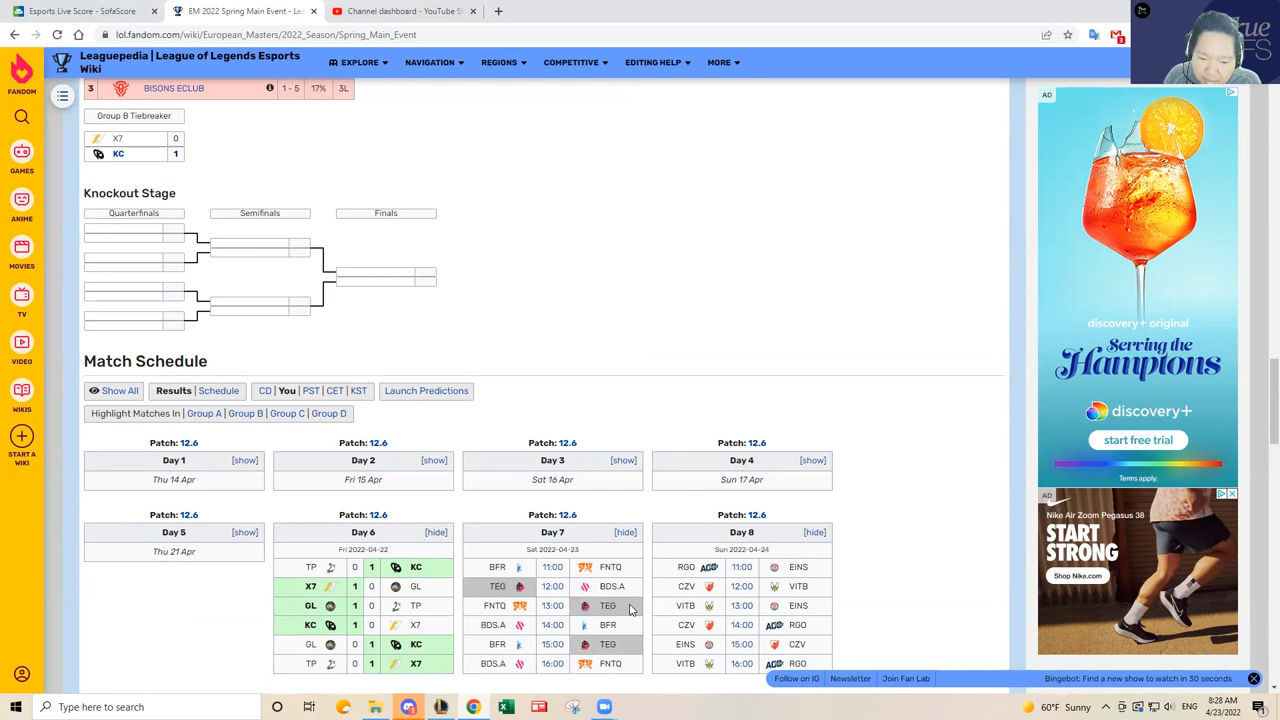 Esports Live Score - SofaScore
EM 2022 Spring Main Event - Le
Channel dashboard - YouTube S
lol.fandom.com/wiki/European_Masters/2022_Season/Spring_Main_Event
3
FANDOM
GAMES
ANIME
MOVIES
TV
VIDEO
WIKIS
START A
WIKI
Leaguepedia | League of Legends Esports
Wiki
EXPLORE
NAVIGATION
REGIONS
COMPETITIVE
EDITING HELP
MORE
3 BISONS ECLUB 1 - 5 17% 3L
Group B Tiebreaker
X7 0
KC 1
Knockout Stage
Quarterfinals Semifinals Finals
Match Schedule
Show All Results | Schedule CD | You | PST | CET | KST Launch Predictions
Highlight Matches In | Group A | Group B | Group C | Group D
Patch: 12.6 Patch: 12.6 Patch: 12.6 Patch: 12.6
Day 1 [show] Day 2 [show] Day 3 [show] Day 4 [show]
Thu 14 Apr Fri 15 Apr Sat 16 Apr Sun 17 Apr
Patch: 12.6 Patch: 12.6 Patch: 12.6 Patch: 12.6
Day 5 [show] Day 6 [hide] Day 7 [hide] Day 8 [hide]
Thu 21 Apr Fri 2022-04-22 Sat 2022-04-23 Sun 2022-04-24
TP 0 1 KC BFR 11:00 FNTQ RGO AGO 11:00 EINS
X7 1 0 GL TEG 12:00 BDS.A CZV 12:00 VITB
GL 1 0 TP FNTQ 13:00 TEG VITB 13:00 EINS
KC 1 0 X7 BDS.A 14:00 BFR CZV 14:00 AGO RGO
GL 0 1 KC BFR 15:00 TEG EINS 15:00 CZV
TP 0 1 X7 BDS.A 16:00 FNTQ VITB 16:00 AGO RGO
AD
discovery+ original
Serving the
Hamptons
discovery+
start free trial
Terms apply.
AD
Nike Air Zoom Pegasus 38
START
STRONG
Shop Nike.com
Follow on IG Newsletter Join Fan Lab Bingebot: Find a new show to watch in 30 seconds
Type here to search
60°F Sunny
ENG
8:28 AM
4/23/2022